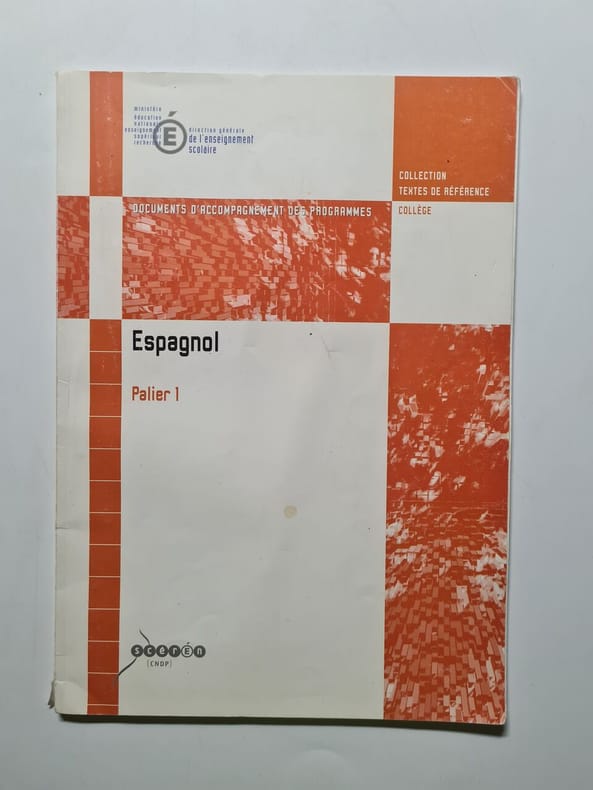 ministère
éducation
nationale
enseignement
supérieur
recherche
É
direction générale
de l'enseignement
scolaire
COLLECTION
TEXTES DE RÉFÉRENCE
DOCUMENTS D'ACCOMPAGNEMENT DES PROGRAMMES
COLLÈGE
Espagnol
Palier 1
scérÉn
[CNDP]